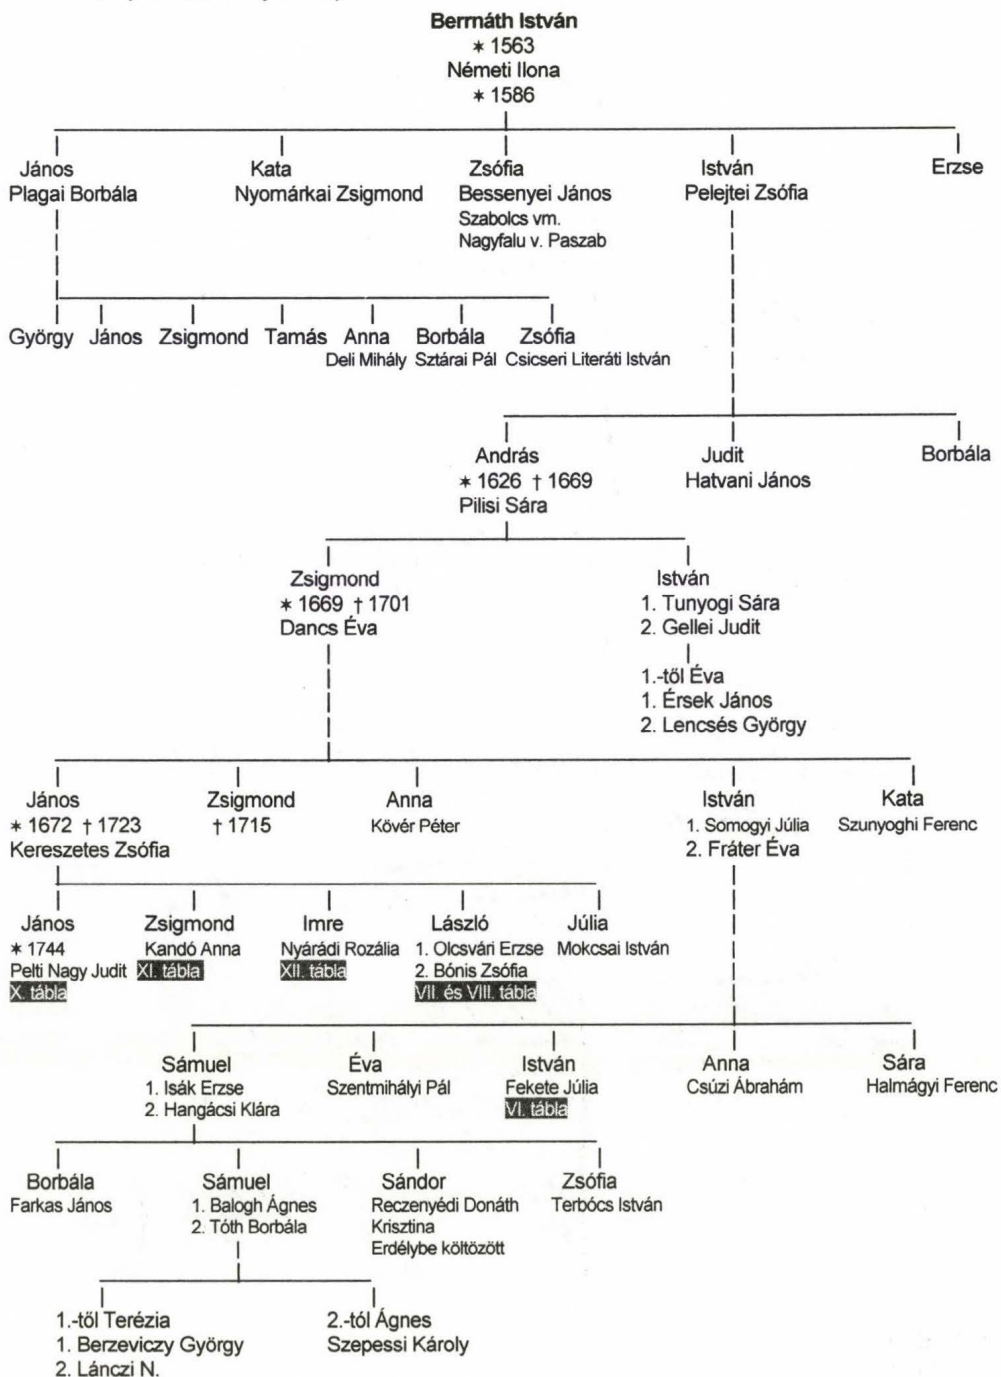 Bermáth István
✶ 1563
Németi Ilona
✶ 1586
János
Plagai Borbála
Kata
Nyomárkai Zsigmond
Zsófia
Bessenyei János
Szabolcs vm.
Nagyfalu v. Paszab
István
Pelejtei Zsófia
Erzse
György
János
Zsigmond
Tamás
Anna
Deli Mihály
Borbála
Sztárai Pál
Zsófia
Csicseri Literáti István
András
✶ 1626 † 1669
Pilisi Sára
Judit
Hatvani János
Borbála
Zsigmond
✶ 1669 † 1701
Dancs Éva
István
1. Tunyogi Sára
2. Gellei Judit
1.-től Éva
1. Érsek János
2. Lencsés György
János
✶ 1672 † 1723
Kereszetes Zsófia
Zsigmond
† 1715
Anna
Kövér Péter
István
1. Somogyi Júlia
2. Fráter Éva
Kata
Szunyoghi Ferenc
János
✶ 1744
Pelti Nagy Judit
X. tábla
Zsigmond
Kandó Anna
XI. tábla
Imre
Nyárádi Rozália
XII. tábla
László
1. Olcsvári Erzse
2. Bónis Zsófia
VII. és VIII. tábla
Júlia
Mokcsai István
Sámuel
1. Isák Erzse
2. Hangácsi Klára
Éva
Szentmihályi Pál
István
Fekete Júlia
VI. tábla
Anna
Csúzi Ábrahám
Sára
Halmágyi Ferenc
Borbála
Farkas János
Sámuel
1. Balogh Ágnes
2. Tóth Borbála
Sándor
Reczenyédi Donáth
Krisztina
Erdélybe költözött
Zsófia
Terbócs István
1.-től Terézia
1. Berzeviczy György
2. Lánczi N.
2.-tól Ágnes
Szepessi Károly